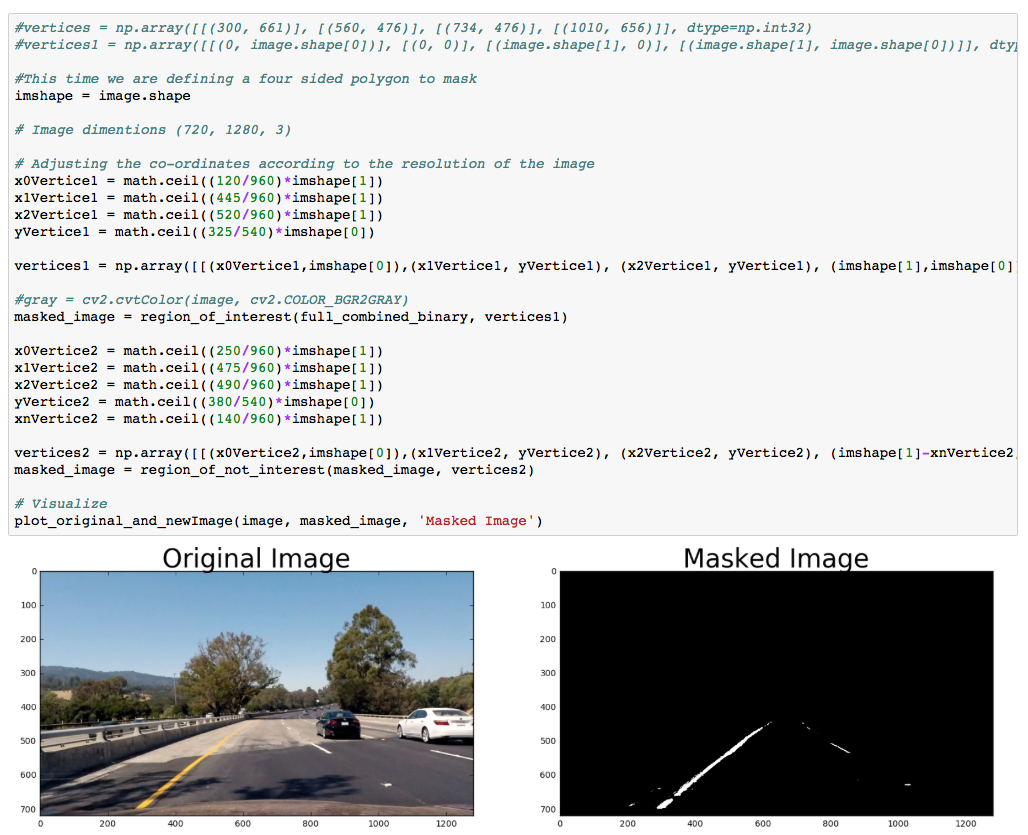 #vertices = np.array([[(300, 661)], [(560, 476)], [(734, 476)], [(1010, 656)]], dtype=np.int32)
#vertices1 = np.array([[(0, image.shape[0])], [(0, 0)], [(image.shape[1], 0)], [(image.shape[1], image.shape[0])]], dtyp
#This time we are defining a four sided polygon to mask
imshape = image.shape
# Image dimentions (720, 1280, 3)
# Adjusting the co-ordinates according to the resolution of the image
x0Vertice1 = math.ceil((120/960)*imshape[1])
x1Vertice1 = math.ceil((445/960)*imshape[1])
x2Vertice1 = math.ceil((520/960)*imshape[1])
yVertice1 = math.ceil((325/540)*imshape[0])
vertices1 = np.array([[(x0Vertice1,imshape[0]),(x1Vertice1, yVertice1), (x2Vertice1, yVertice1), (imshape[1],imshape[0]
#gray = cv2.cvtColor(image, cv2.COLOR_BGR2GRAY)
masked_image = region_of_interest(full_combined_binary, vertices1)
x0Vertice2 = math.ceil((250/960)*imshape[1])
x1Vertice2 = math.ceil((475/960)*imshape[1])
x2Vertice2 = math.ceil((490/960)*imshape[1])
yVertice2 = math.ceil((380/540)*imshape[0])
xnVertice2 = math.ceil((140/960)*imshape[1])
vertices2 = np.array([[(x0Vertice2,imshape[0]),(x1Vertice2, yVertice2), (x2Vertice2, yVertice2), (imshape[1]-xnVertice2,
masked_image = region_of_not_interest(masked_image, vertices2)
# Visualize
plot_original_and_newImage(image, masked_image, 'Masked Image')
Original Image
0
100
200
300
400
500
600
700
0 200 400 600 800 1000 1200
Masked Image
0
100
200
300
400
500
600
700
0 200 400 600 800 1000 1200